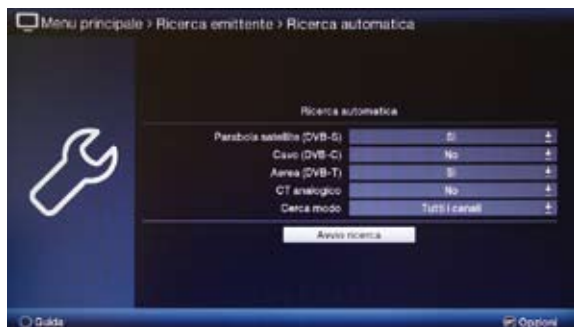 Menu principale > Ricerca emittente > Ricerca automatica
Ricerca automatica
Parabola satellite (DVB-S) Sì
Cavo (DVB-C) No
Aerea (DVB-T) Sì
CT analogico No
Cerca modo Tutti i canali
Avvio ricerca
Guida Opzioni